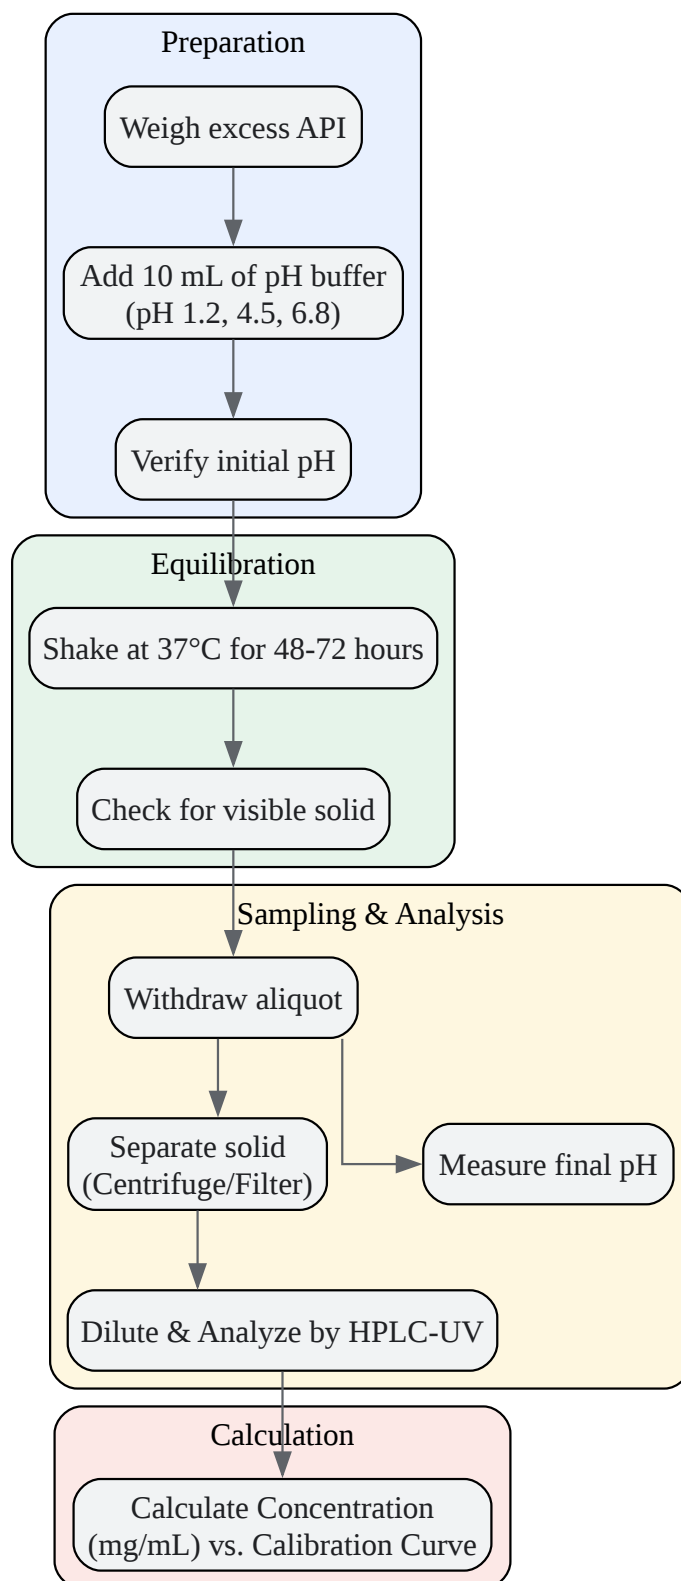 Preparation
Weigh excess API
Add 10 mL of pH buffer
(pH 1.2, 4.5, 6.8)
Verify initial pH
Equilibration
Shake at 37°C for 48-72 hours
Check for visible solid
Sampling & Analysis
Withdraw aliquot
Separate solid
(Centrifuge/Filter)
Measure final pH
Dilute & Analyze by HPLC-UV
Calculation
Calculate Concentration
(mg/mL) vs. Calibration Curve